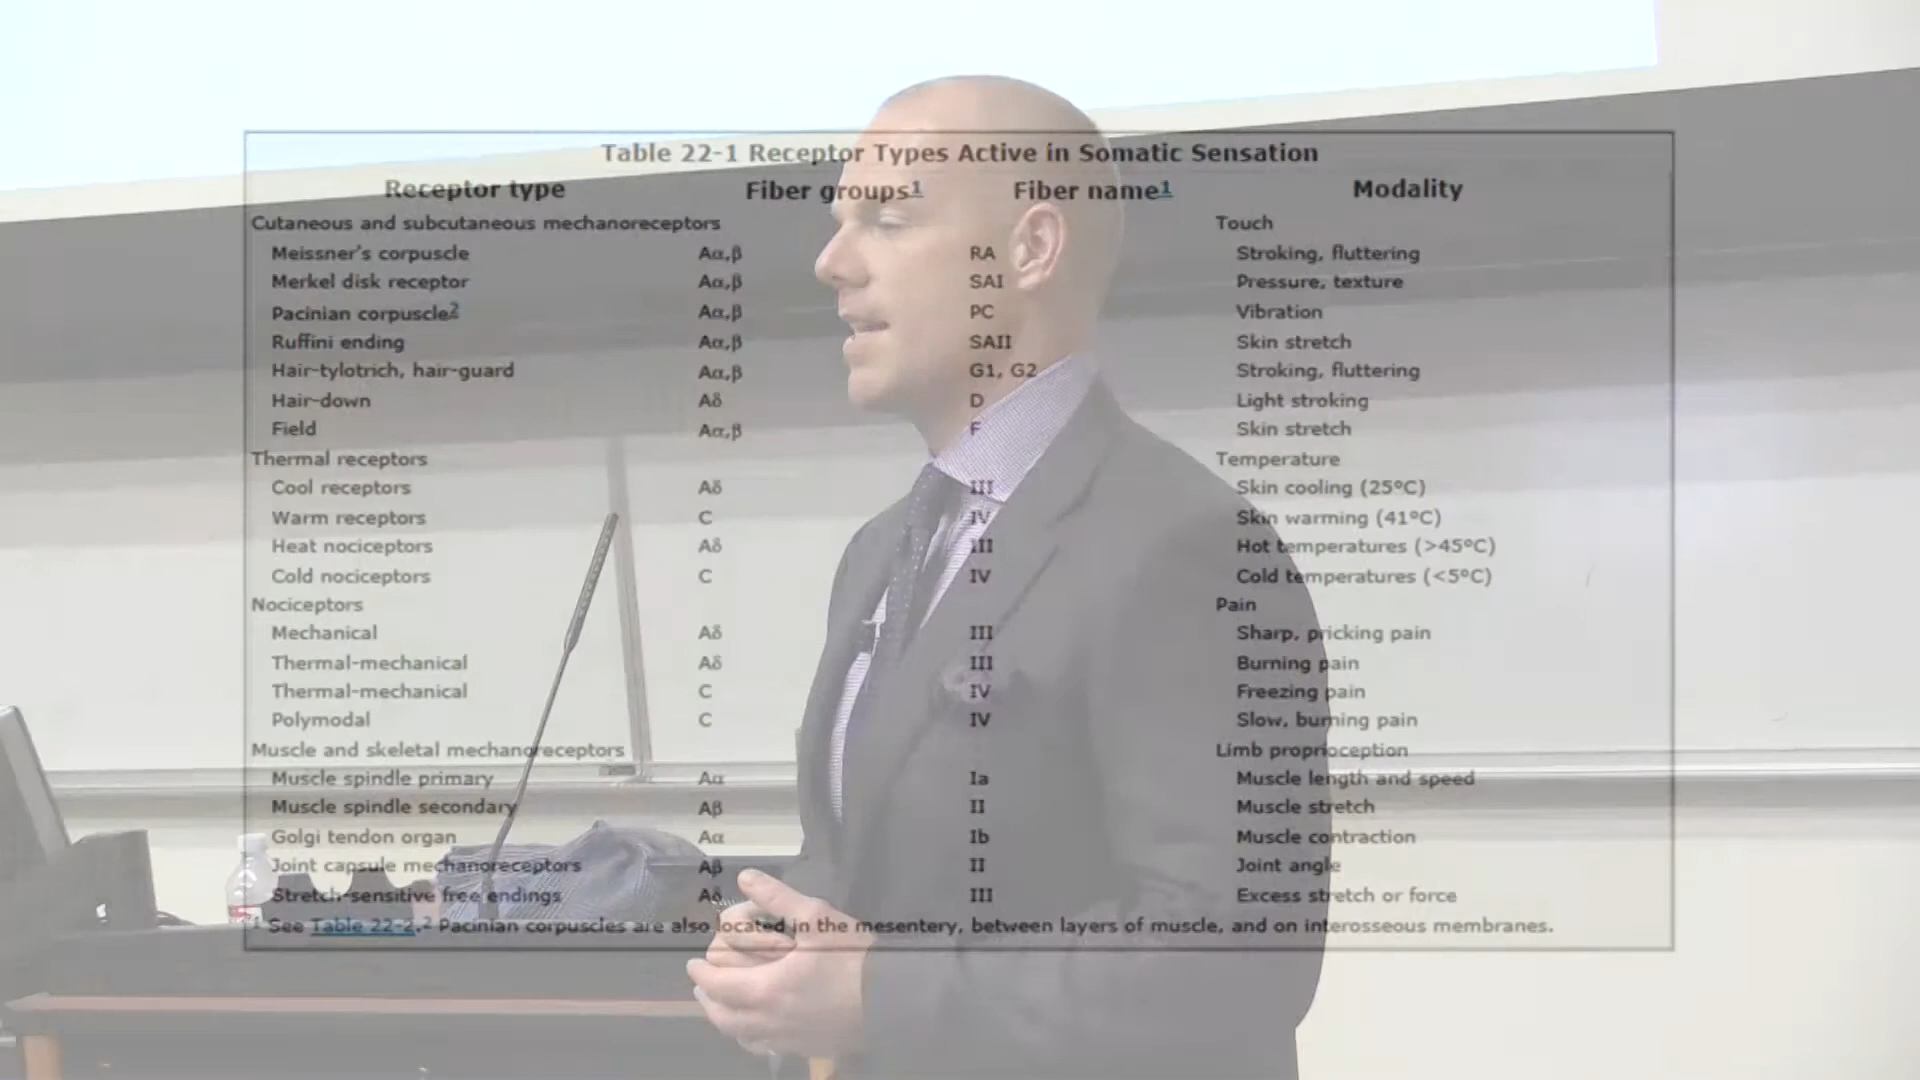 Table 22-1 Receptor Types Active in Somatic Sensation
Receptor type Fiber groups1 Fiber name1 Modality
Cutaneous and subcutaneous mechanoreceptors Touch
Meissner's corpuscle Aα,β RA Stroking, fluttering
Merkel disk receptor Aα,β SAI Pressure, texture
Pacinian corpuscle2 Aα,β PC Vibration
Ruffini ending Aα,β SAII Skin stretch
Hair-tylotrich, hair-guard Aα,β G1, G2 Stroking, fluttering
Hair-down Aδ D Light stroking
Field Aα,β F Skin stretch
Thermal receptors Temperature
Cool receptors Aδ III Skin cooling (25ºC)
Warm receptors C IV Skin warming (41ºC)
Heat nociceptors Aδ III Hot temperatures (>45ºC)
Cold nociceptors C IV Cold temperatures (<5ºC)
Nociceptors Pain
Mechanical Aδ III Sharp, pricking pain
Thermal-mechanical Aδ III Burning pain
Thermal-mechanical C IV Freezing pain
Polymodal C IV Slow, burning pain
Muscle and skeletal mechanoreceptors Limb proprioception
Muscle spindle primary Aα Ia Muscle length and speed
Muscle spindle secondary Aβ II Muscle stretch
Golgi tendon organ Aα Ib Muscle contraction
Joint capsule mechanoreceptors Aβ II Joint angle
Stretch-sensitive free endings Aδ III Excess stretch or force
1 See Table 22-2.2 Pacinian corpuscles are also located in the mesentery, between layers of muscle, and on interosseous membranes.